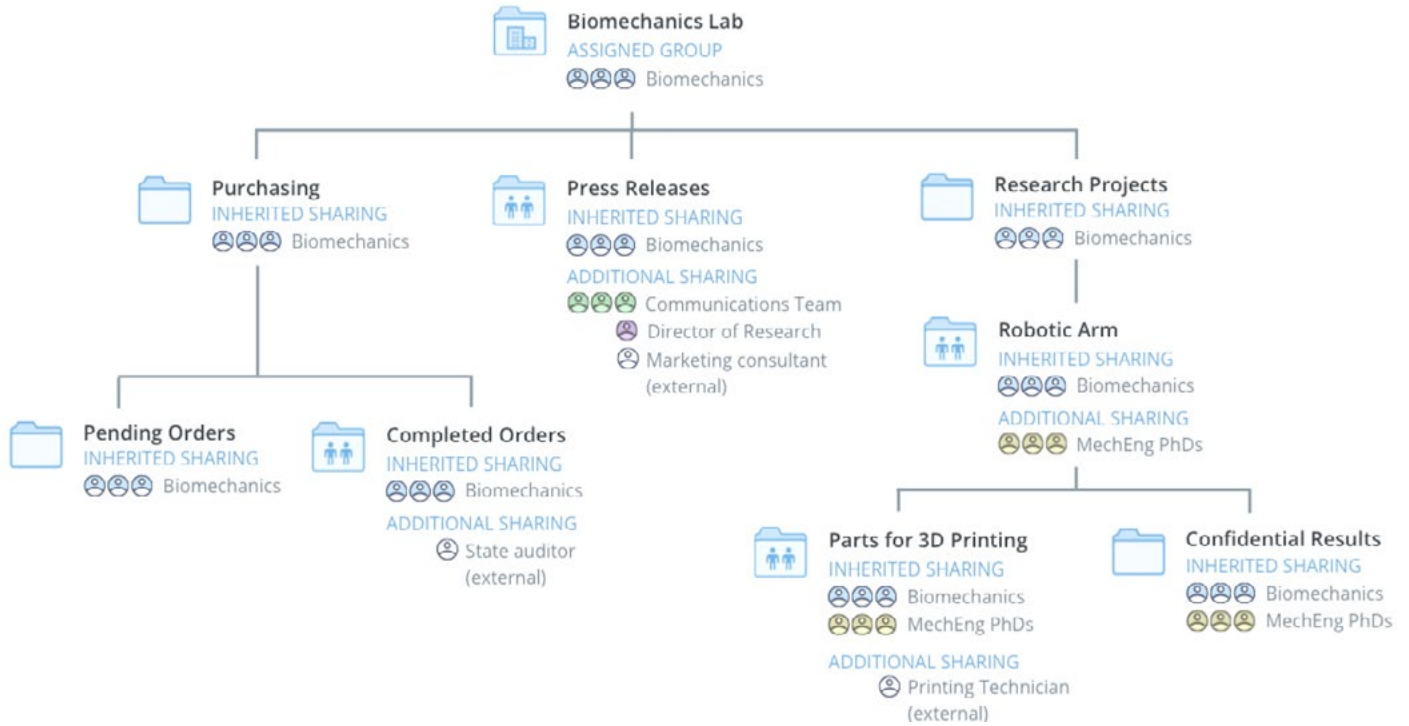 Biomechanics Lab
ASSIGNED GROUP
Biomechanics
Purchasing
INHERITED SHARING
Biomechanics
Press Releases
INHERITED SHARING
Biomechanics
ADDITIONAL SHARING
Communications Team
Director of Research
Marketing consultant
(external)
Research Projects
INHERITED SHARING
Biomechanics
Robotic Arm
INHERITED SHARING
Biomechanics
ADDITIONAL SHARING
MechEng PhDs
Pending Orders
INHERITED SHARING
Biomechanics
Completed Orders
INHERITED SHARING
Biomechanics
ADDITIONAL SHARING
State auditor
(external)
Parts for 3D Printing
INHERITED SHARING
Biomechanics
MechEng PhDs
ADDITIONAL SHARING
Printing Technician
(external)
Confidential Results
INHERITED SHARING
Biomechanics
MechEng PhDs